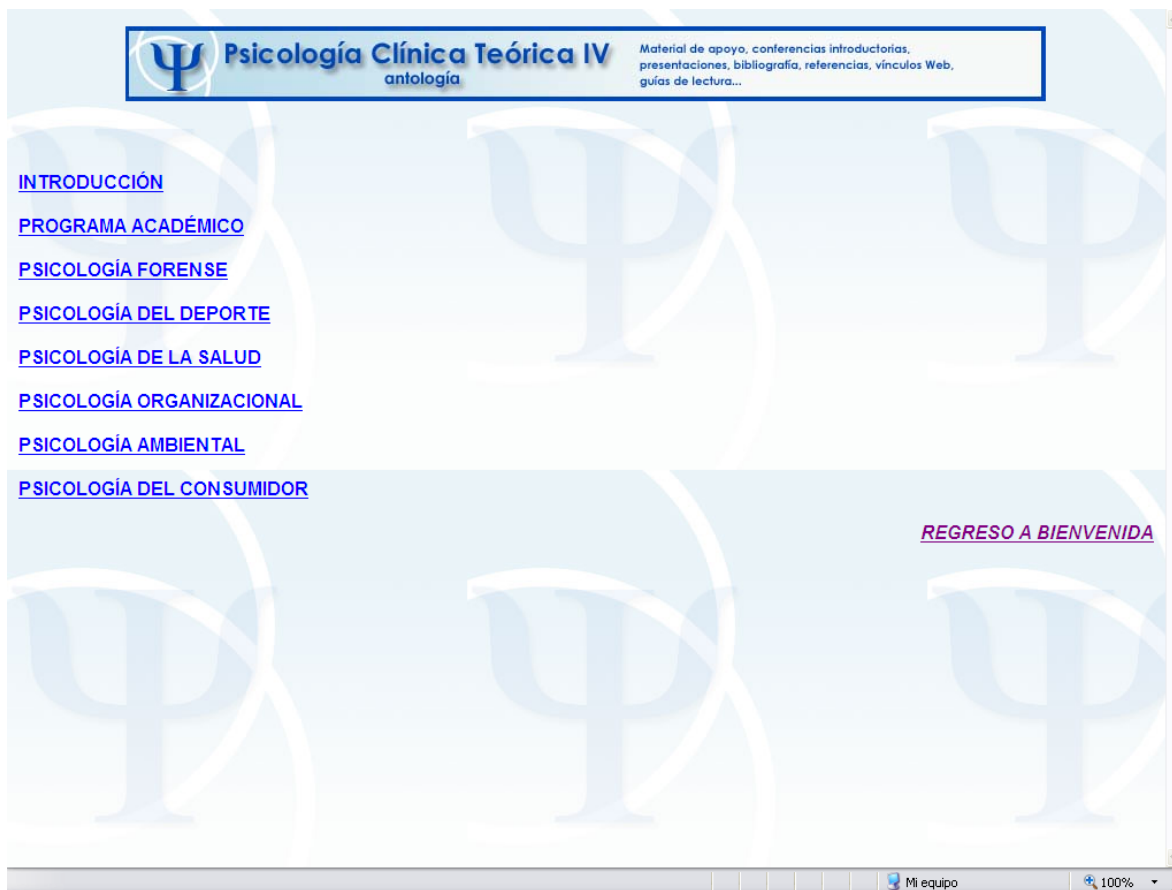 Ψ Psicología Clínica Teórica IV
antología
Material de apoyo, conferencias introductorias,
presentaciones, bibliografía, referencias, vínculos Web,
guías de lectura...
INTRODUCCIÓN
PROGRAMA ACADÉMICO
PSICOLOGÍA FORENSE
PSICOLOGÍA DEL DEPORTE
PSICOLOGÍA DE LA SALUD
PSICOLOGÍA ORGANIZACIONAL
PSICOLOGÍA AMBIENTAL
PSICOLOGÍA DEL CONSUMIDOR
REGRESO A BIENVENIDA
Mi equipo
100%